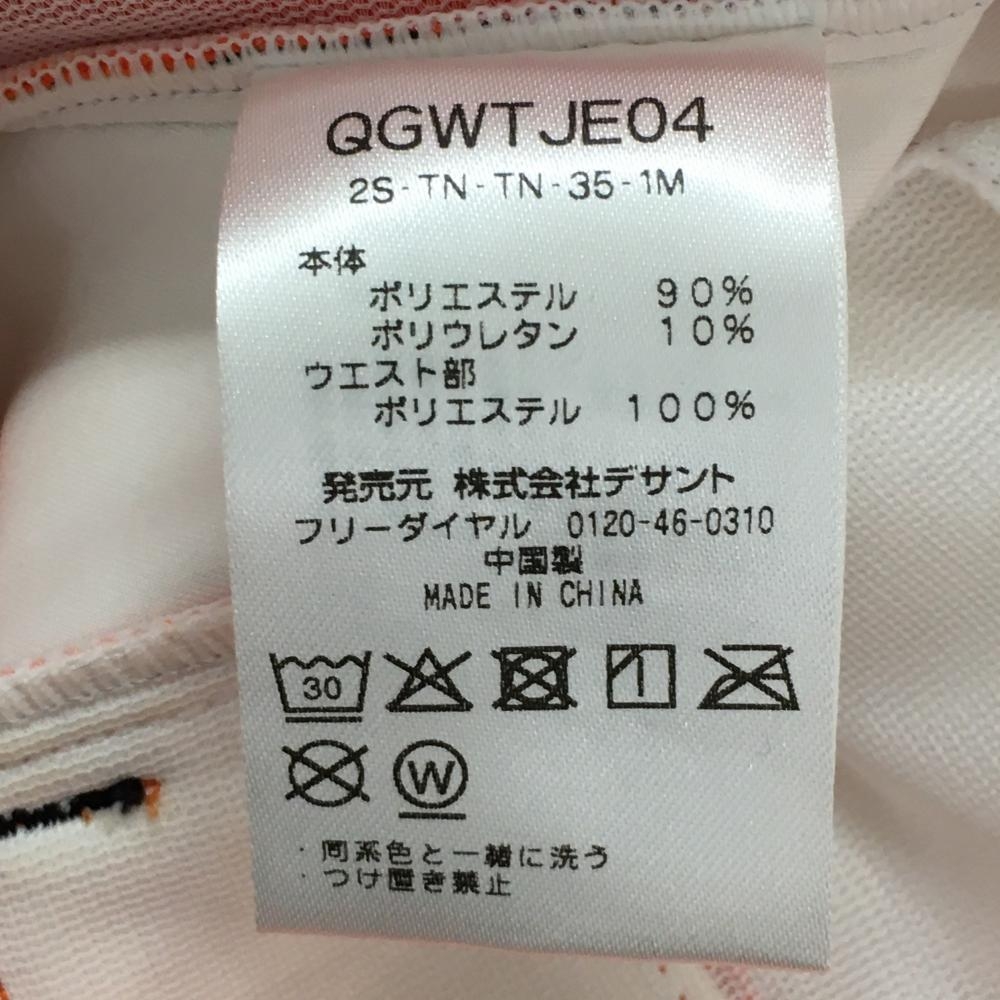 QGWTJE04
2S-TN-TN-35-1M
本体
ポリエステル 90%
ポリウレタン 10%
ウエスト部
ポリエステル 100%
発売元 株式会社デサント
フリーダイヤル 0120-46-0310
中国製
MADE IN CHINA
30
W
・同系色と一緒に洗う
・つけ置き禁止